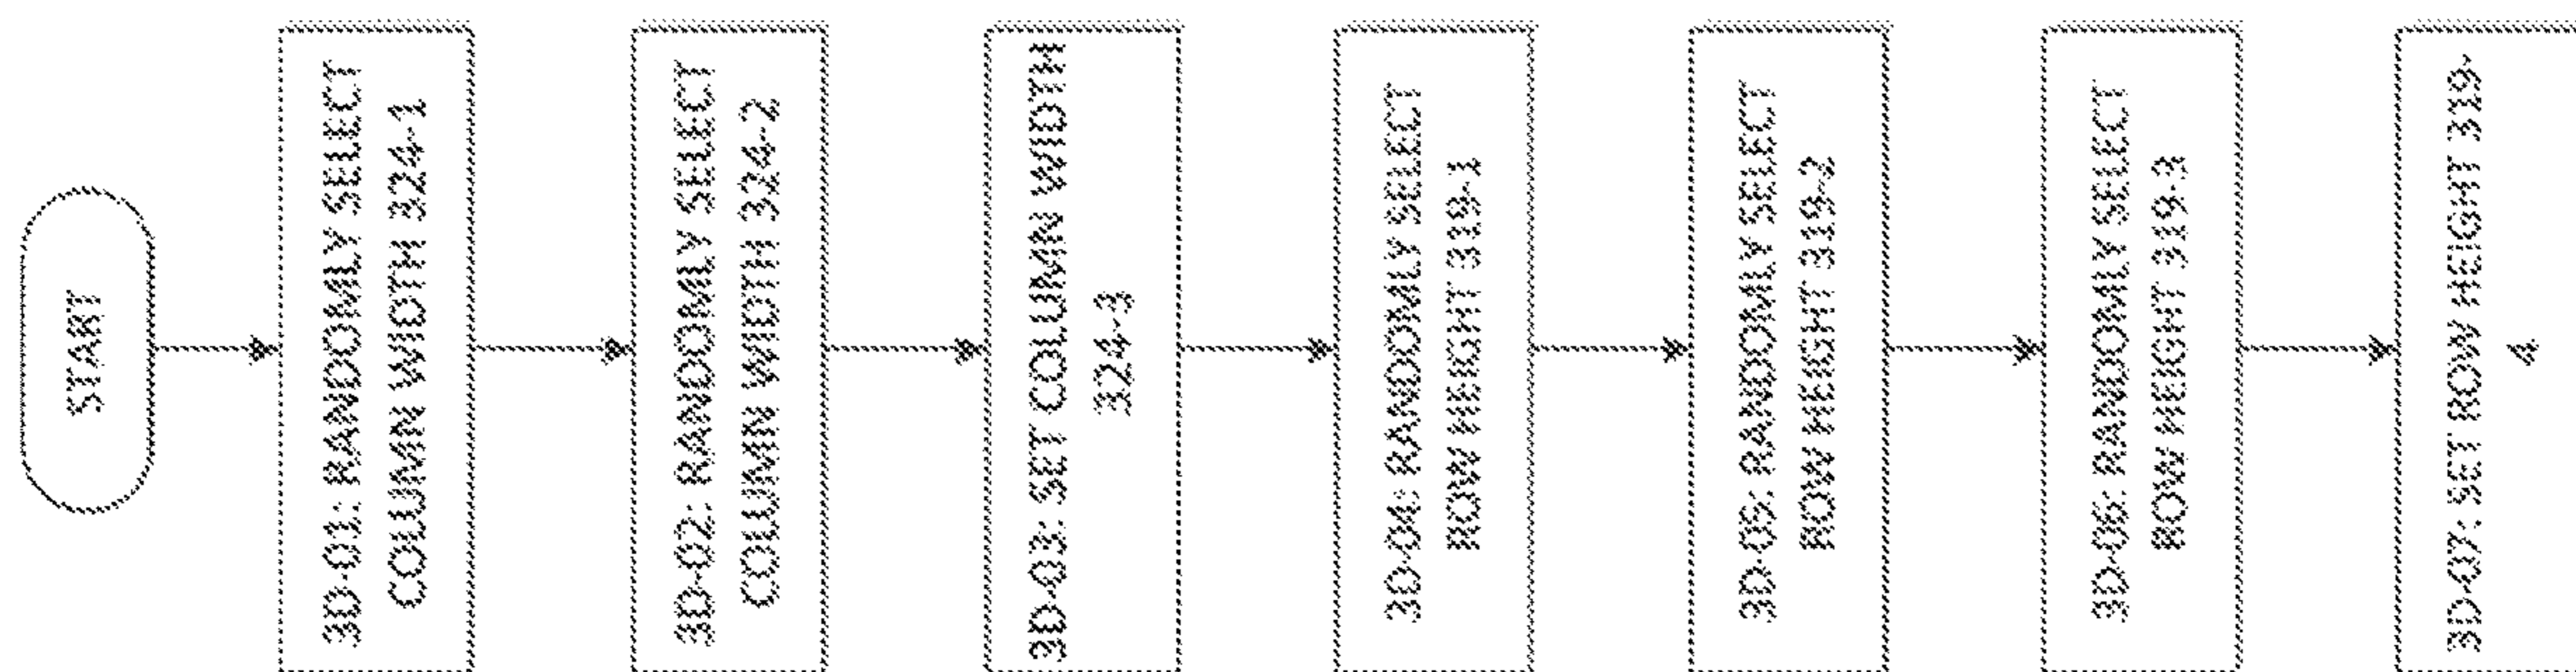 START
3D-01: RANDOMLY SELECT
COLUMN WIDTH 324-1
3D-02: RANDOMLY SELECT
COLUMN WIDTH 324-2
3D-03: SET COLUMN WIDTH
324-3
3D-04: RANDOMLY SELECT
ROW HEIGHT 319-1
3D-05: RANDOMLY SELECT
ROW HEIGHT 319-2
3D-06: RANDOMLY SELECT
ROW HEIGHT 319-3
3D-07: SET ROW HEIGHT 319-
4